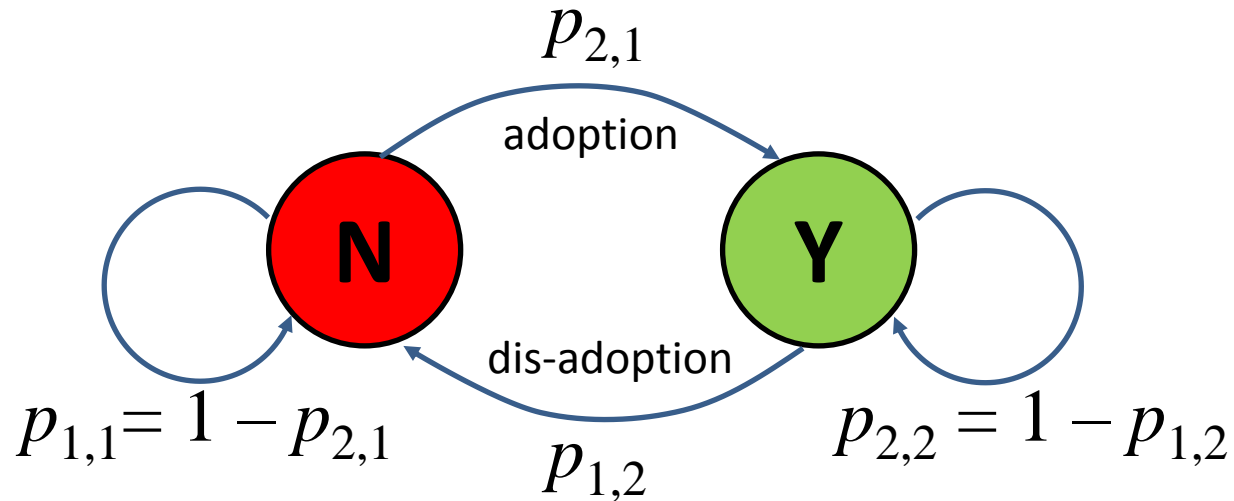 p2,1
adoption
N
Y
dis-adoption
p1,1 = 1 – p2,1
p1,2
p2,2 = 1 – p1,2